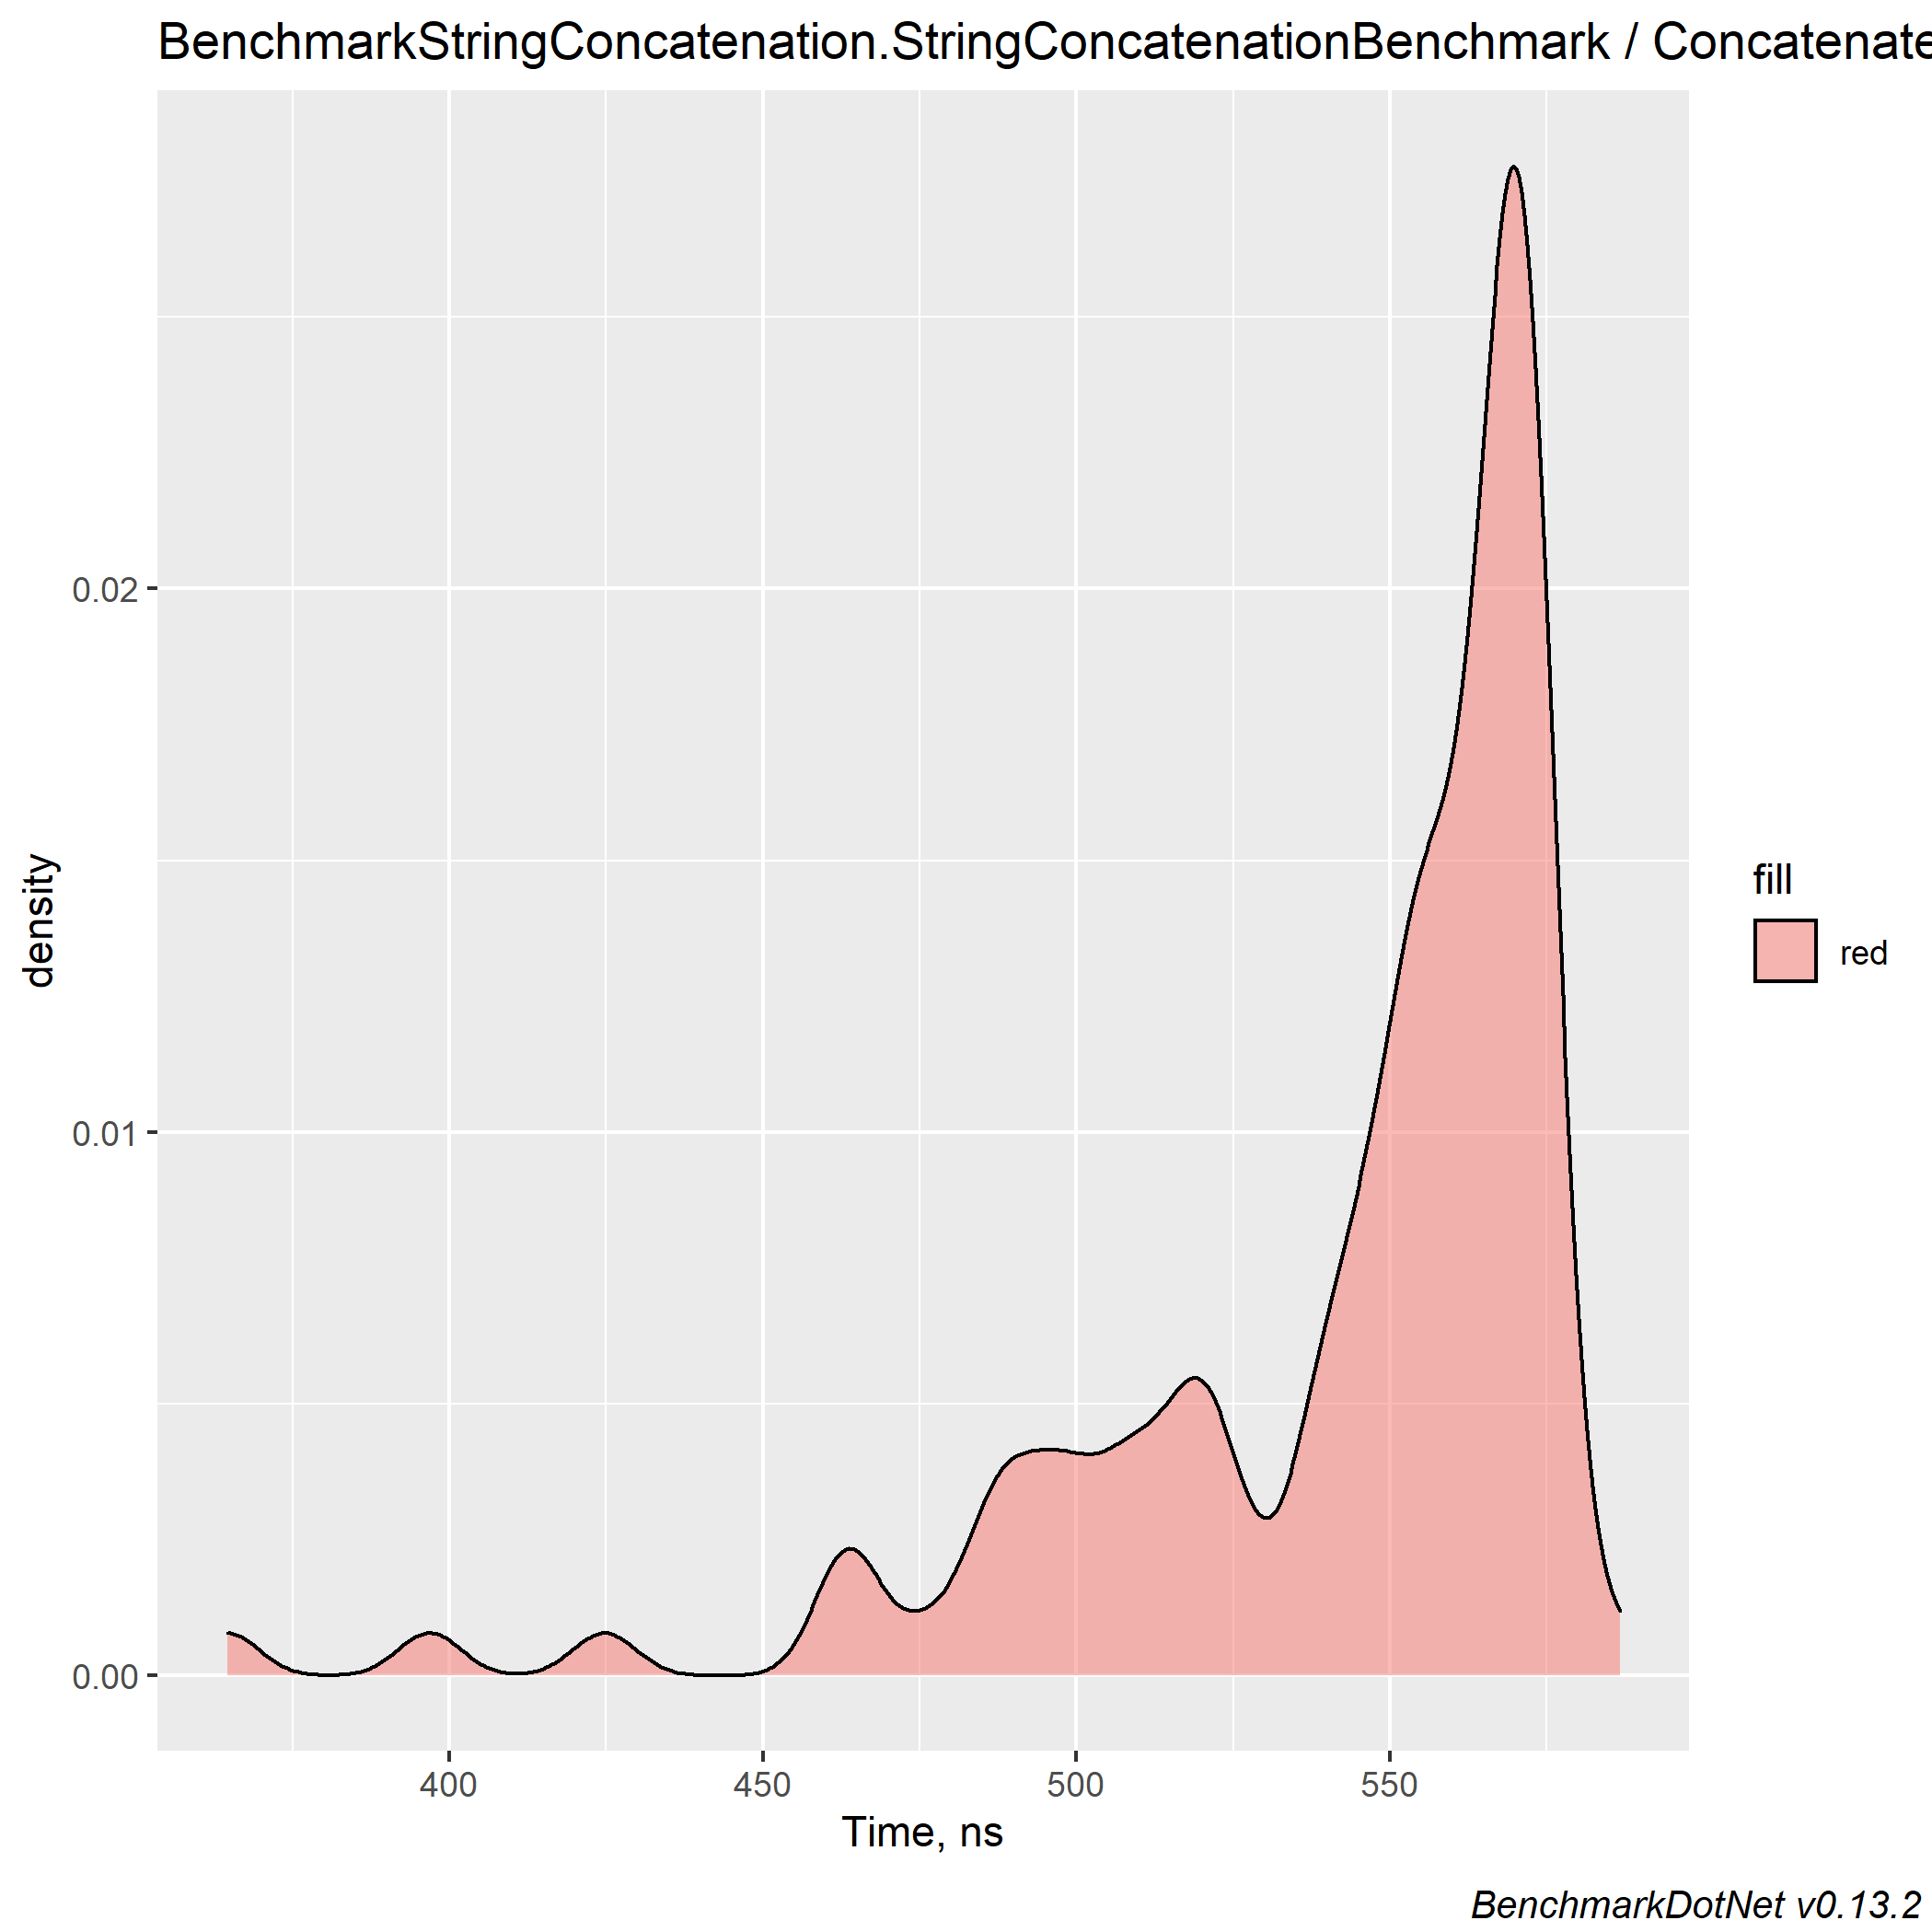 BenchmarkStringConcatenation.StringConcatenationBenchmark / Concatenate
density
0.02
0.01
0.00
400 450 500 550
Time, ns
fill
red
BenchmarkDotNet v0.13.2